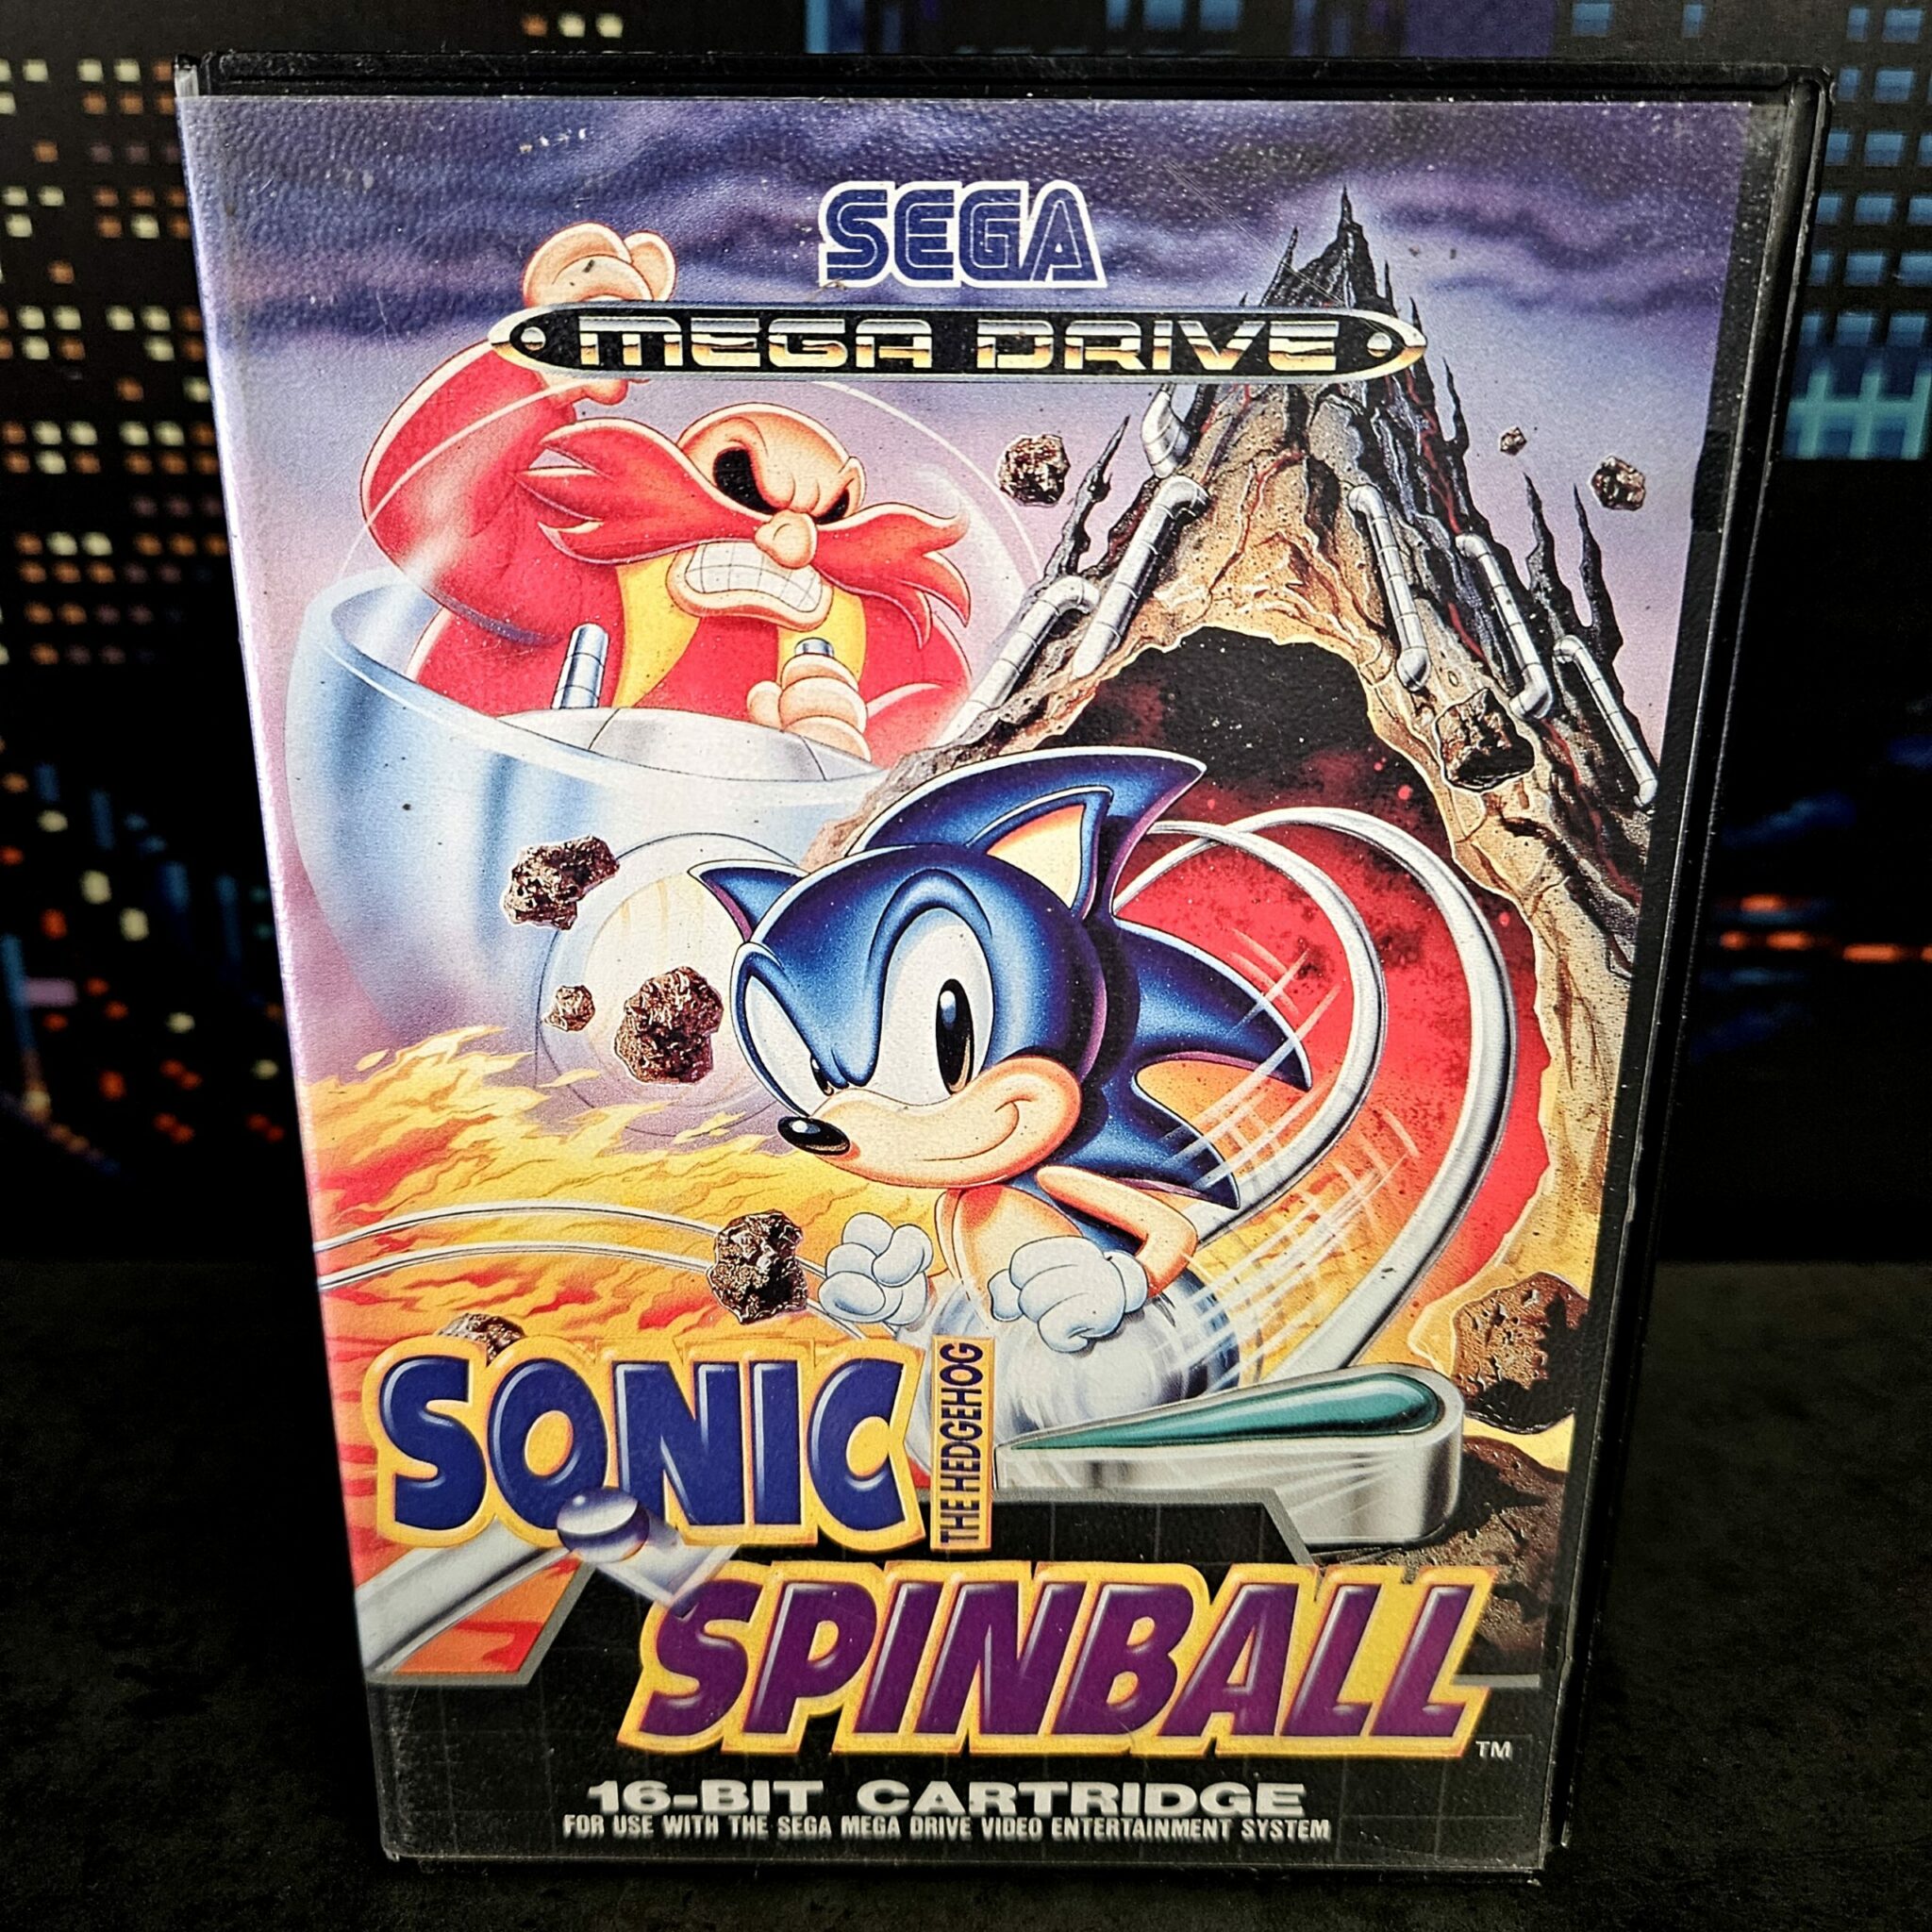 SEGA
MEGA DRIVE
SONIC
THE HEDGEHOG
SPINBALL
TM
16-BIT CARTRIDGE
FOR USE WITH THE SEGA MEGA DRIVE VIDEO ENTERTAINMENT SYSTEM